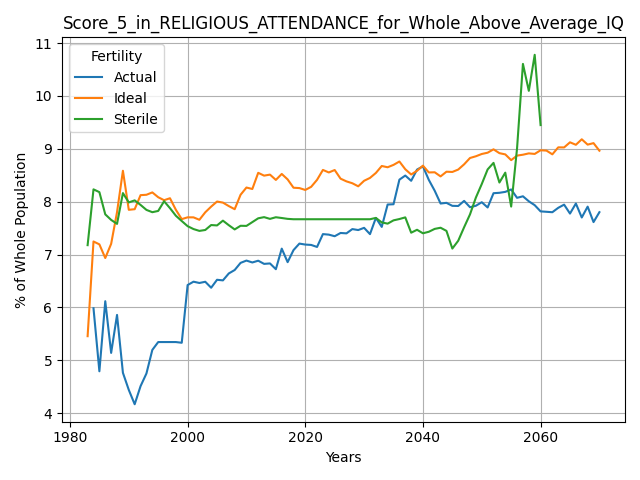 Score_5_in_RELIGIOUS_ATTENDANCE_for_Whole_Above_Average_IQ
Fertility
Actual
Ideal
Sterile
% of Whole Population
11
10
9
8
7
6
5
4
1980
2000
2020
2040
2060
Years